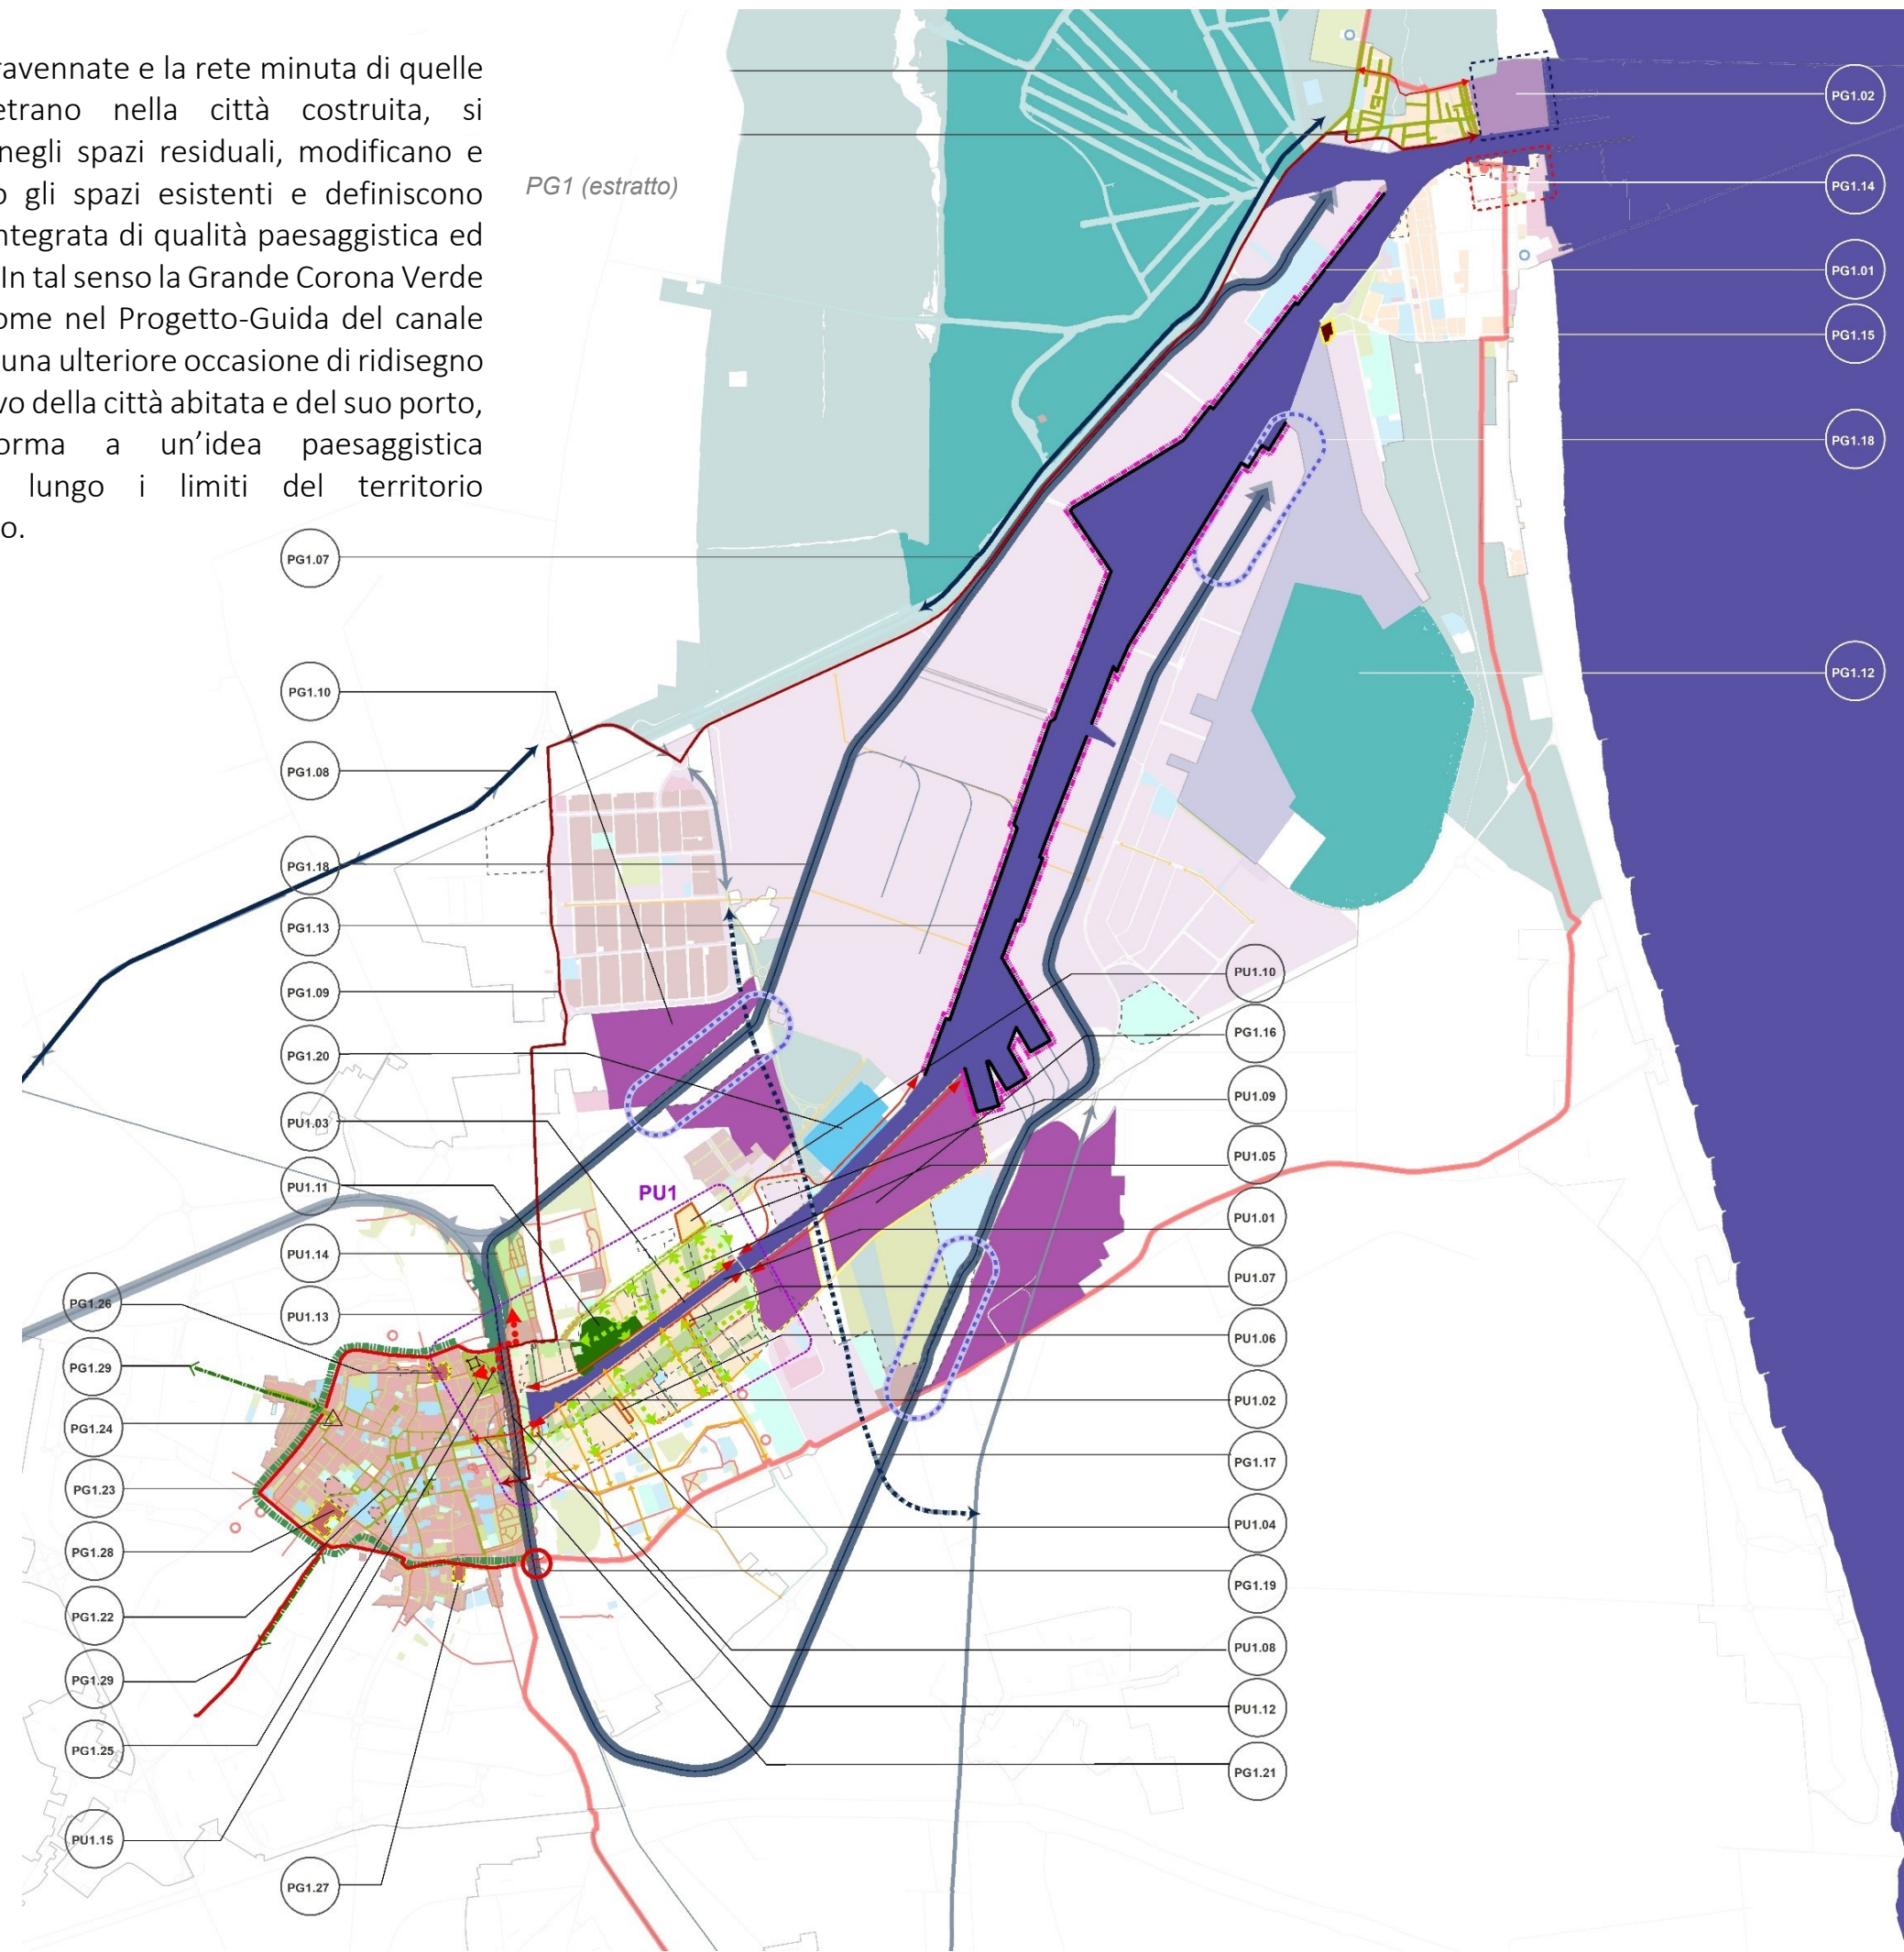 ravennate e la rete minuta di quelle
etrano nella città costruita, si
negli spazi residuali, modificano e
o gli spazi esistenti e definiscono
ntegrata di qualità paesaggistica ed
In tal senso la Grande Corona Verde
ome nel Progetto-Guida del canale
una ulteriore occasione di ridisegno
vo della città abitata e del suo porto,
orma a un'idea paesaggistica
lungo i limiti del territorio
o.
PG1 (estratto)
PG1.02
PG1.14
PG1.01
PG1.15
PG1.18
PG1.12
PG1.07
PG1.10
PG1.08
PG1.18
PG1.13
PG1.09
PG1.20
PU1.03
PU1.11
PU1.14
PU1.13
PU1
PU1.10
PG1.16
PU1.09
PU1.05
PU1.01
PU1.07
PU1.06
PU1.02
PG1.17
PU1.04
PG1.19
PU1.08
PU1.12
PG1.21
PG1.26
PG1.29
PG1.24
PG1.23
PG1.28
PG1.22
PG1.29
PG1.25
PU1.15
PG1.27